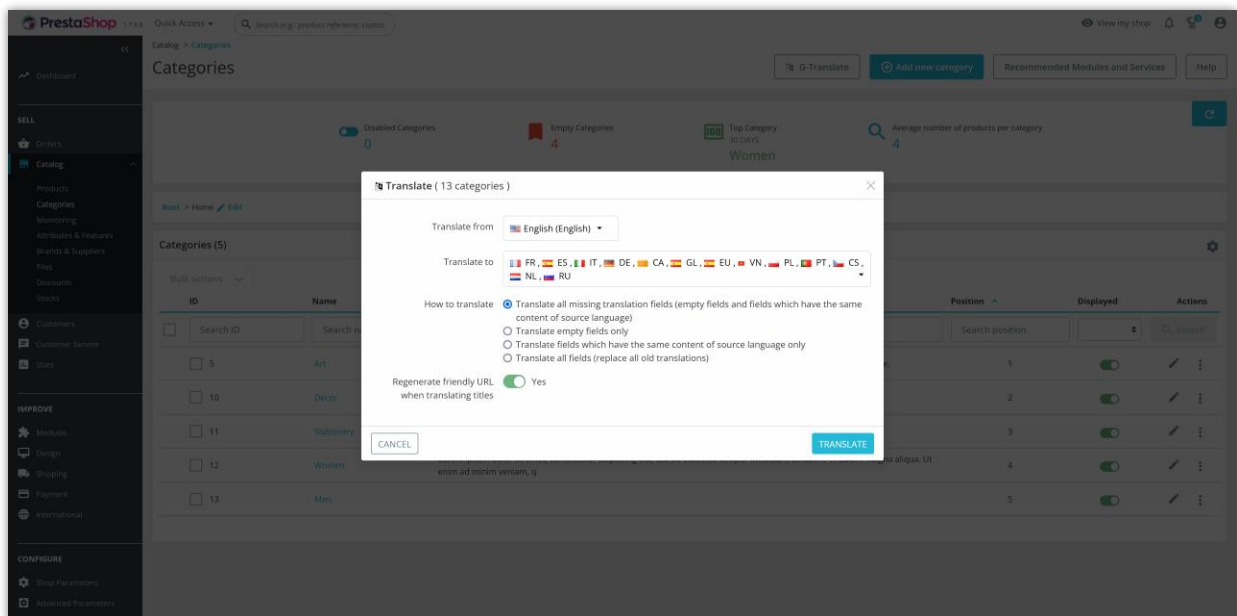 PrestaShop
Quick Access
Search (e.g.: product reference, custom
View my shop
Catalog > Categories
Categories
G-Translate
Add new category
Recommended Modules and Services
Help
Dashboard
SELL
Orders
Catalog
Products
Categories
Monitoring
Attributes & Features
Brands & Suppliers
Files
Discounts
Stocks
Customers
Customer Service
Stats
IMPROVE
Modules
Design
Shipping
Payment
International
CONFIGURE
Shop Parameters
Advanced Parameters
Disabled Categories
0
Empty Categories
4
Top Category
30 DAYS
Women
Average number of products per category
4
Root > Home Edit
Categories (5)
Bulk actions
ID Name Position Displayed Actions
Search ID Search n Search position Search
5 Art 1
10 Decto 2
11 Stationery 3
12 Women magna aliqua. Ut
enim ad minim veniam, q 4
13 Men 5
Translate ( 13 categories )
Translate from English (English)
Translate to FR, ES, IT, DE, CA, GL, EU, VN, PL, PT, CS,
NL, RU
How to translate Translate all missing translation fields (empty fields and fields which have the same
content of source language)
Translate empty fields only
Translate fields which have the same content of source language only
Translate all fields (replace all old translations)
Regenerate friendly URL Yes
when translating titles
CANCEL TRANSLATE